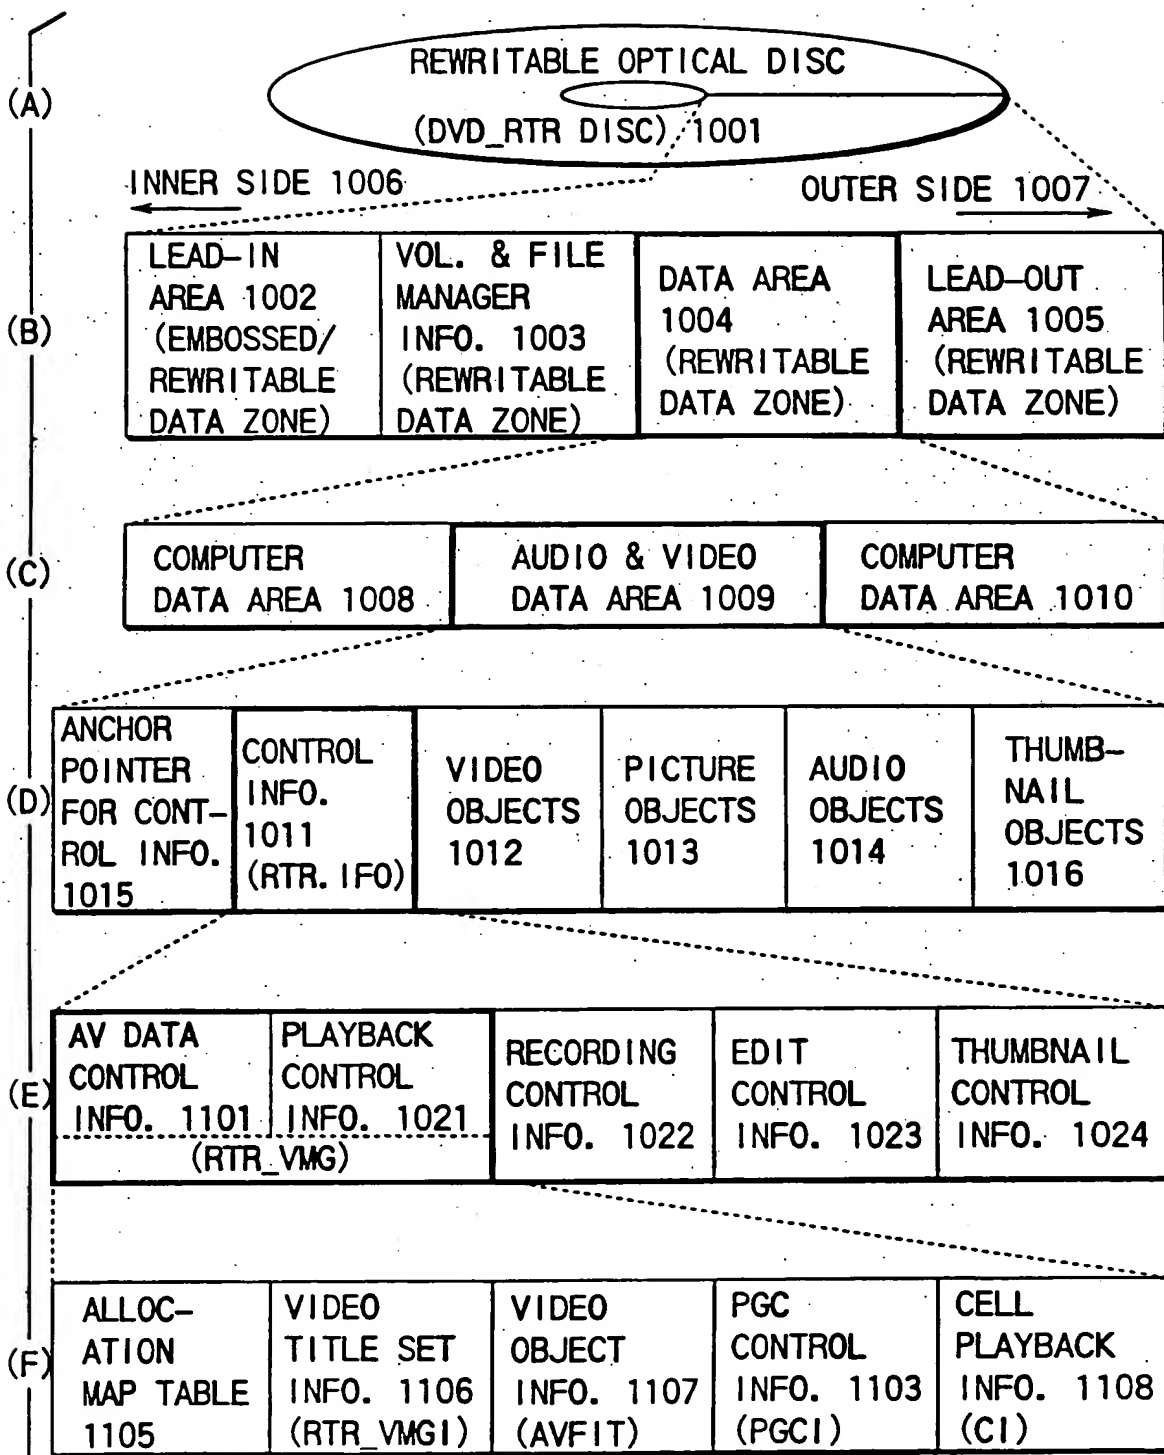 (A)
REWRITABLE OPTICAL DISC
(DVD_RTR DISC) 1001
INNER SIDE 1006
OUTER SIDE 1007
(B)
LEAD-IN
AREA 1002
(EMBOSSED/
REWRITABLE
DATA ZONE)
VOL. & FILE
MANAGER
INFO. 1003
(REWRITABLE
DATA ZONE)
DATA AREA
1004
(REWRITABLE
DATA ZONE)
LEAD-OUT
AREA 1005
(REWRITABLE
DATA ZONE)
(C)
COMPUTER
DATA AREA 1008
AUDIO & VIDEO
DATA AREA 1009
COMPUTER
DATA AREA 1010
(D)
ANCHOR
POINTER
FOR CONT-
ROL INFO.
1015
CONTROL
INFO.
1011
(RTR.IFO)
VIDEO
OBJECTS
1012
PICTURE
OBJECTS
1013
AUDIO
OBJECTS
1014
THUMB-
NAIL
OBJECTS
1016
(E)
AV DATA
CONTROL
INFO. 1101
PLAYBACK
CONTROL
INFO. 1021
(RTR_VMG)
RECORDING
CONTROL
INFO. 1022
EDIT
CONTROL
INFO. 1023
THUMBNAIL
CONTROL
INFO. 1024
(F)
ALLOC-
ATION
MAP TABLE
1105
VIDEO
TITLE SET
INFO. 1106
(RTR_VMGI)
VIDEO
OBJECT
INFO. 1107
(AVFIT)
PGC
CONTROL
INFO. 1103
(PGCI)
CELL
PLAYBACK
INFO. 1108
(CI)